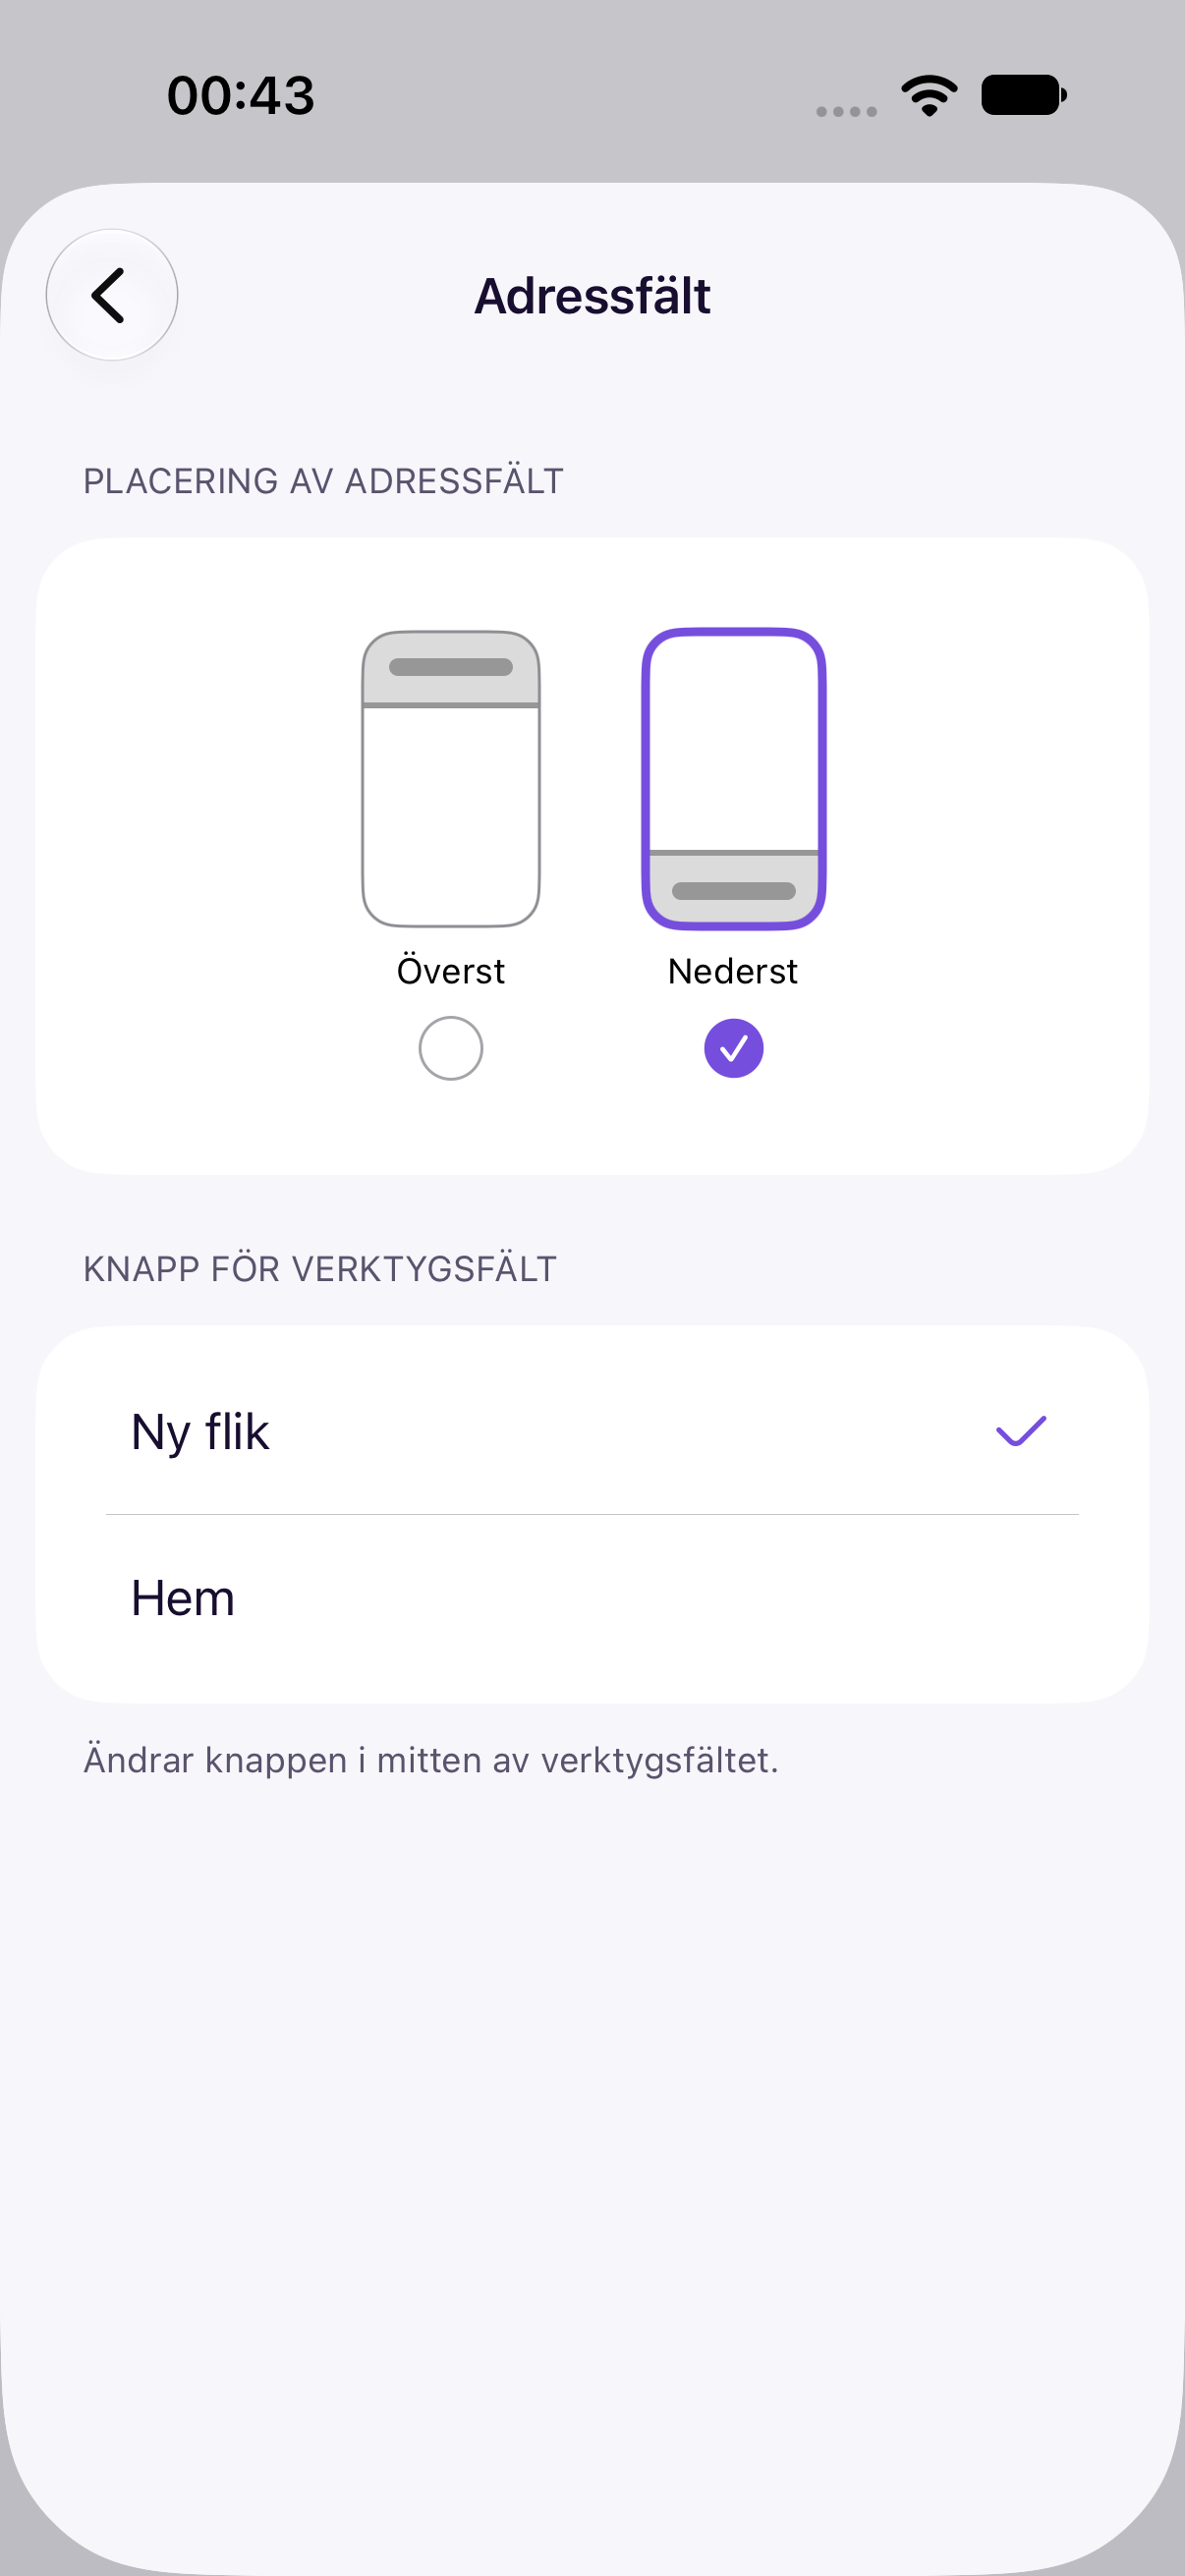 00:43
Adressfält
PLACERING AV ADRESSFÄLT
Överst
Nederst
KNAPP FÖR VERKTYGSFÄLT
Ny flik
Hem
Ändrar knappen i mitten av verktygsfältet.